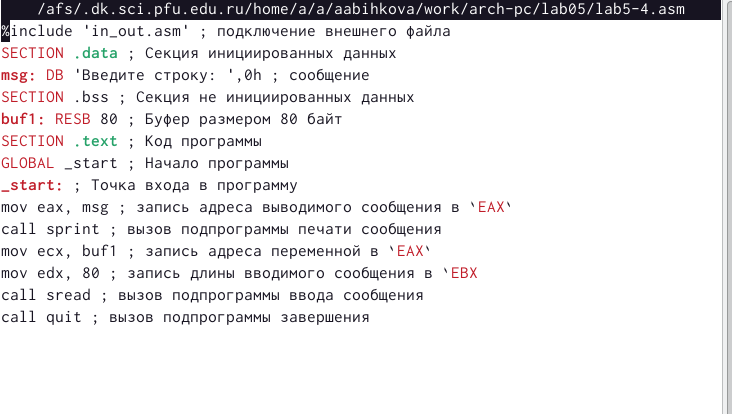 /afs/.dk.sci.pfu.edu.ru/home/a/a/aabihkova/work/arch-pc/lab05/lab5-4.asm
%include 'in_out.asm' ; подключение внешнего файла
SECTION .data ; Секция инициированных данных
msg: DB 'Введите строку: ',0h ; сообщение
SECTION .bss ; Секция не инициированных данных
buf1: RESB 80 ; Буфер размером 80 байт
SECTION .text ; Код программы
GLOBAL _start ; Начало программы
_start: ; Точка входа в программу
mov eax, msg ; запись адреса выводимого сообщения в `EAX`
call sprint ; вызов подпрограммы печати сообщения
mov ecx, buf1 ; запись адреса переменной в `EAX`
mov edx, 80 ; запись длины вводимого сообщения в `EBX
call sread ; вызов подпрограммы ввода сообщения
call quit ; вызов подпрограммы завершения